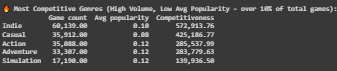 🔥 Most Competitive Genres (High Volume, Low Avg Popularity – over 10% of total games):
Game count Avg popularity Competitiveness
Indie 60,139.00 0.10 572,913.76
Casual 35,912.00 0.08 425,186.77
Action 35,088.00 0.12 285,537.99
Adventure 33,307.00 0.12 283,779.63
Simulation 17,190.00 0.12 139,936.50